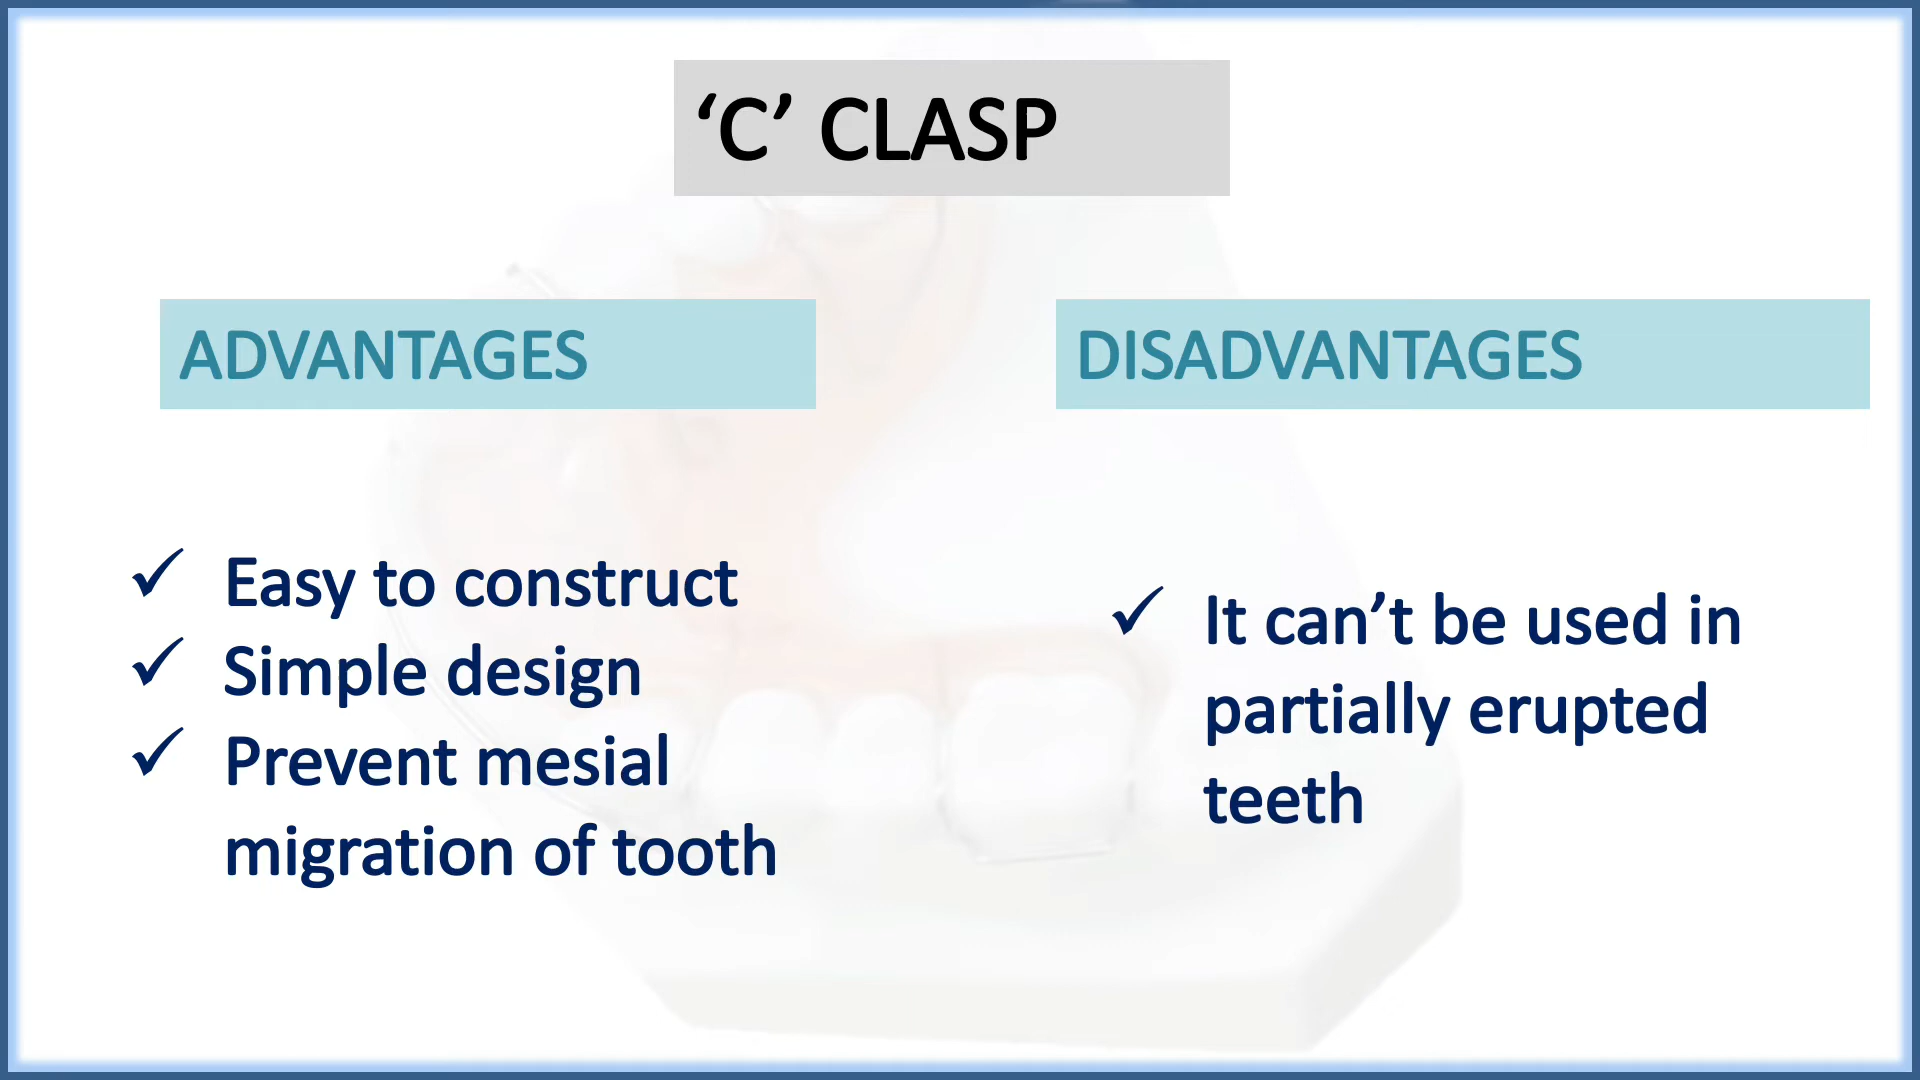 ‘C’ CLASP
ADVANTAGES
✓ Easy to construct
✓ Simple design
✓ Prevent mesial
migration of tooth
DISADVANTAGES
✓ It can’t be used in
partially erupted
teeth